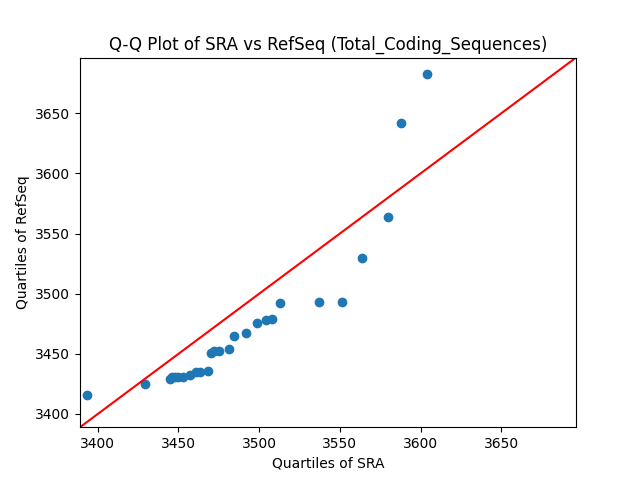 Q-Q Plot of SRA vs RefSeq (Total_Coding_Sequences)
Quartiles of RefSeq
3650
3600
3550
3500
3450
3400
3400 3450 3500 3550 3600 3650
Quartiles of SRA